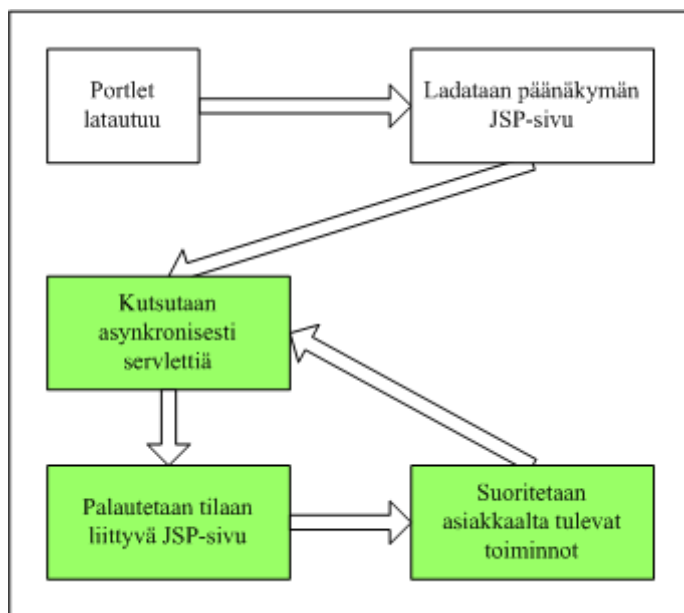 Portlet
latautuu
Ladataan päänäkymän
JSP-sivu
Kutsutaan
asynkronisesti
servlettiä
Palautetaan tilaan
liittyvä JSP-sivu
Suoritetaan
asiakkaalta tulevat
toiminnot